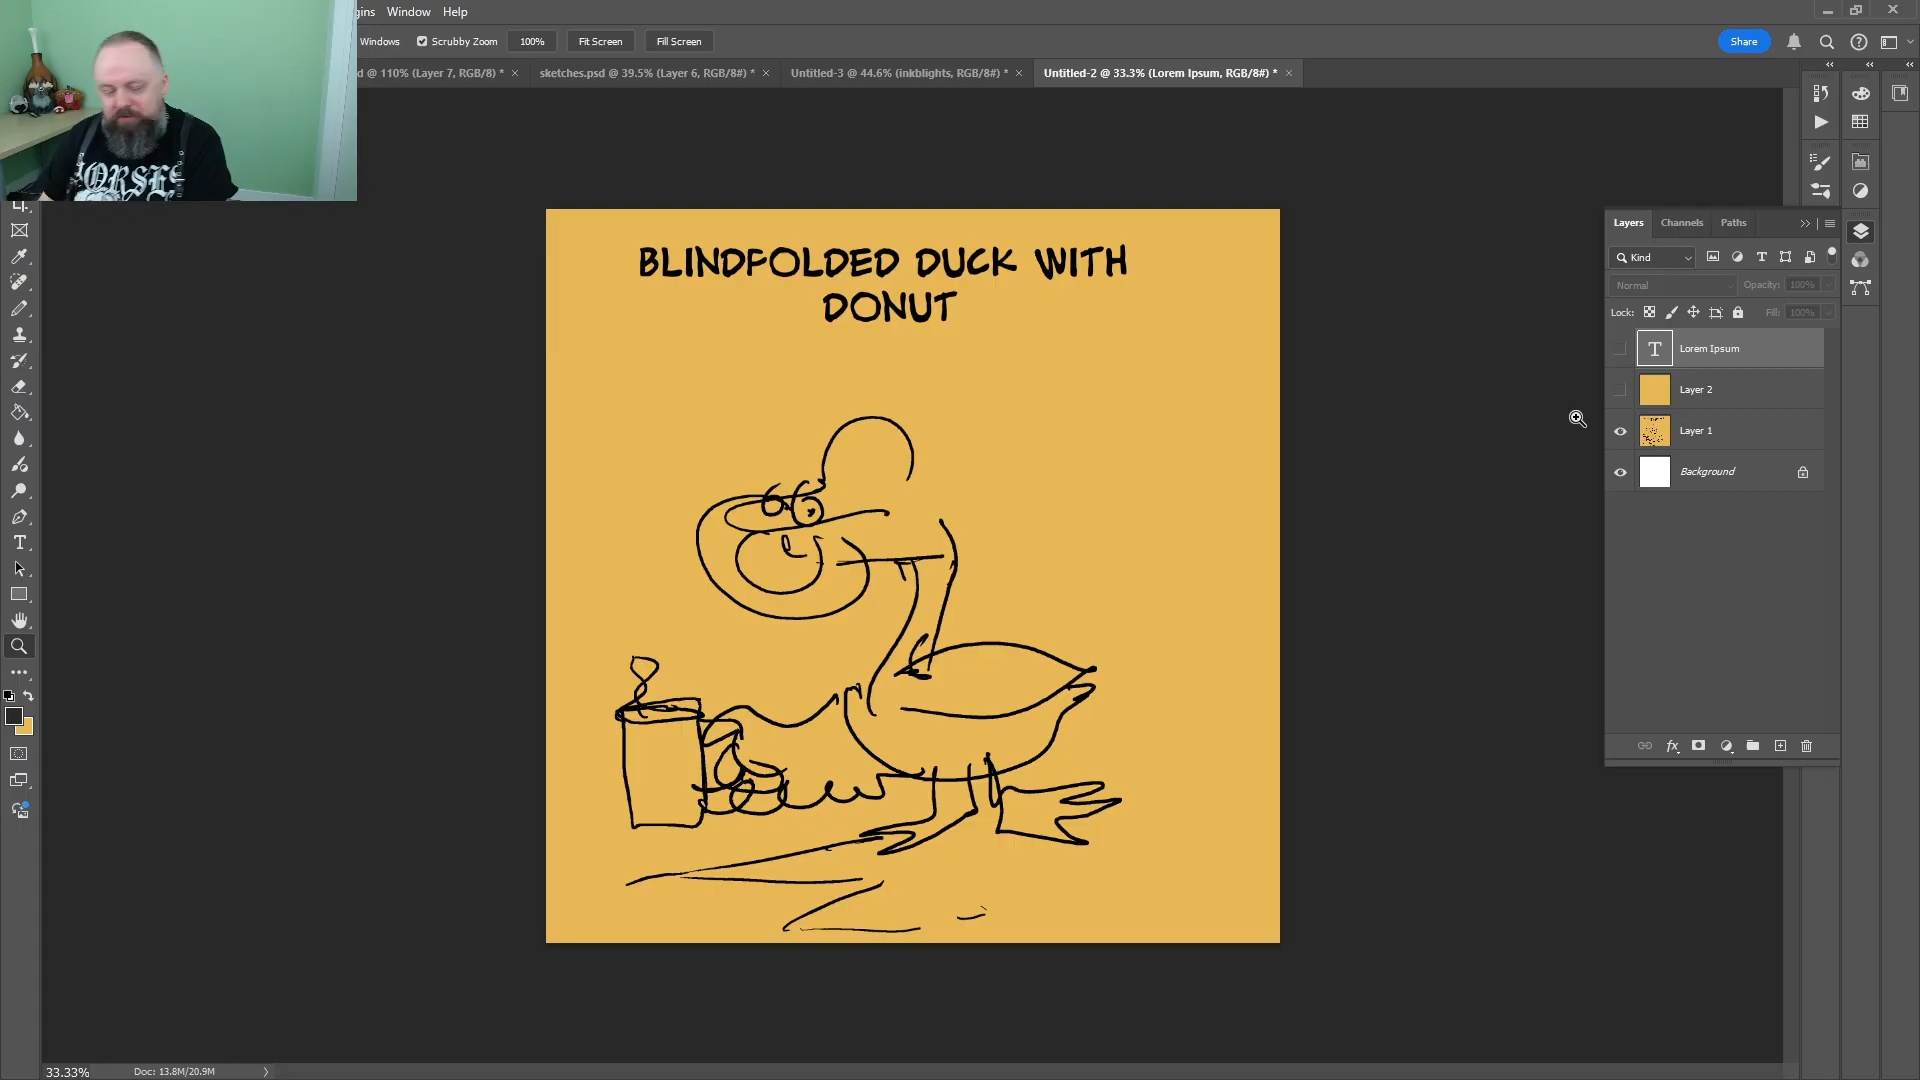 gins Window Help
Windows Scrubby Zoom 100% Fit Screen Fill Screen Share
d @ 110% (Layer 7, RGB/8) * sketches.psd @ 39.5% (Layer 6, RGB/8#) * Untitled-3 @ 44.6% (inkblights, RGB/8#) * Untitled-2 @ 33.3% (Lorem Ipsum, RGB/8#) *
BLINDFOLDED DUCK WITH
DONUT
Layers Channels Paths
Kind
Normal Opacity: 100%
Lock: Fill: 100%
T Lorem Ipsum
Layer 2
Layer 1
Background
fx
33.33% Doc: 13.8M/20.9M